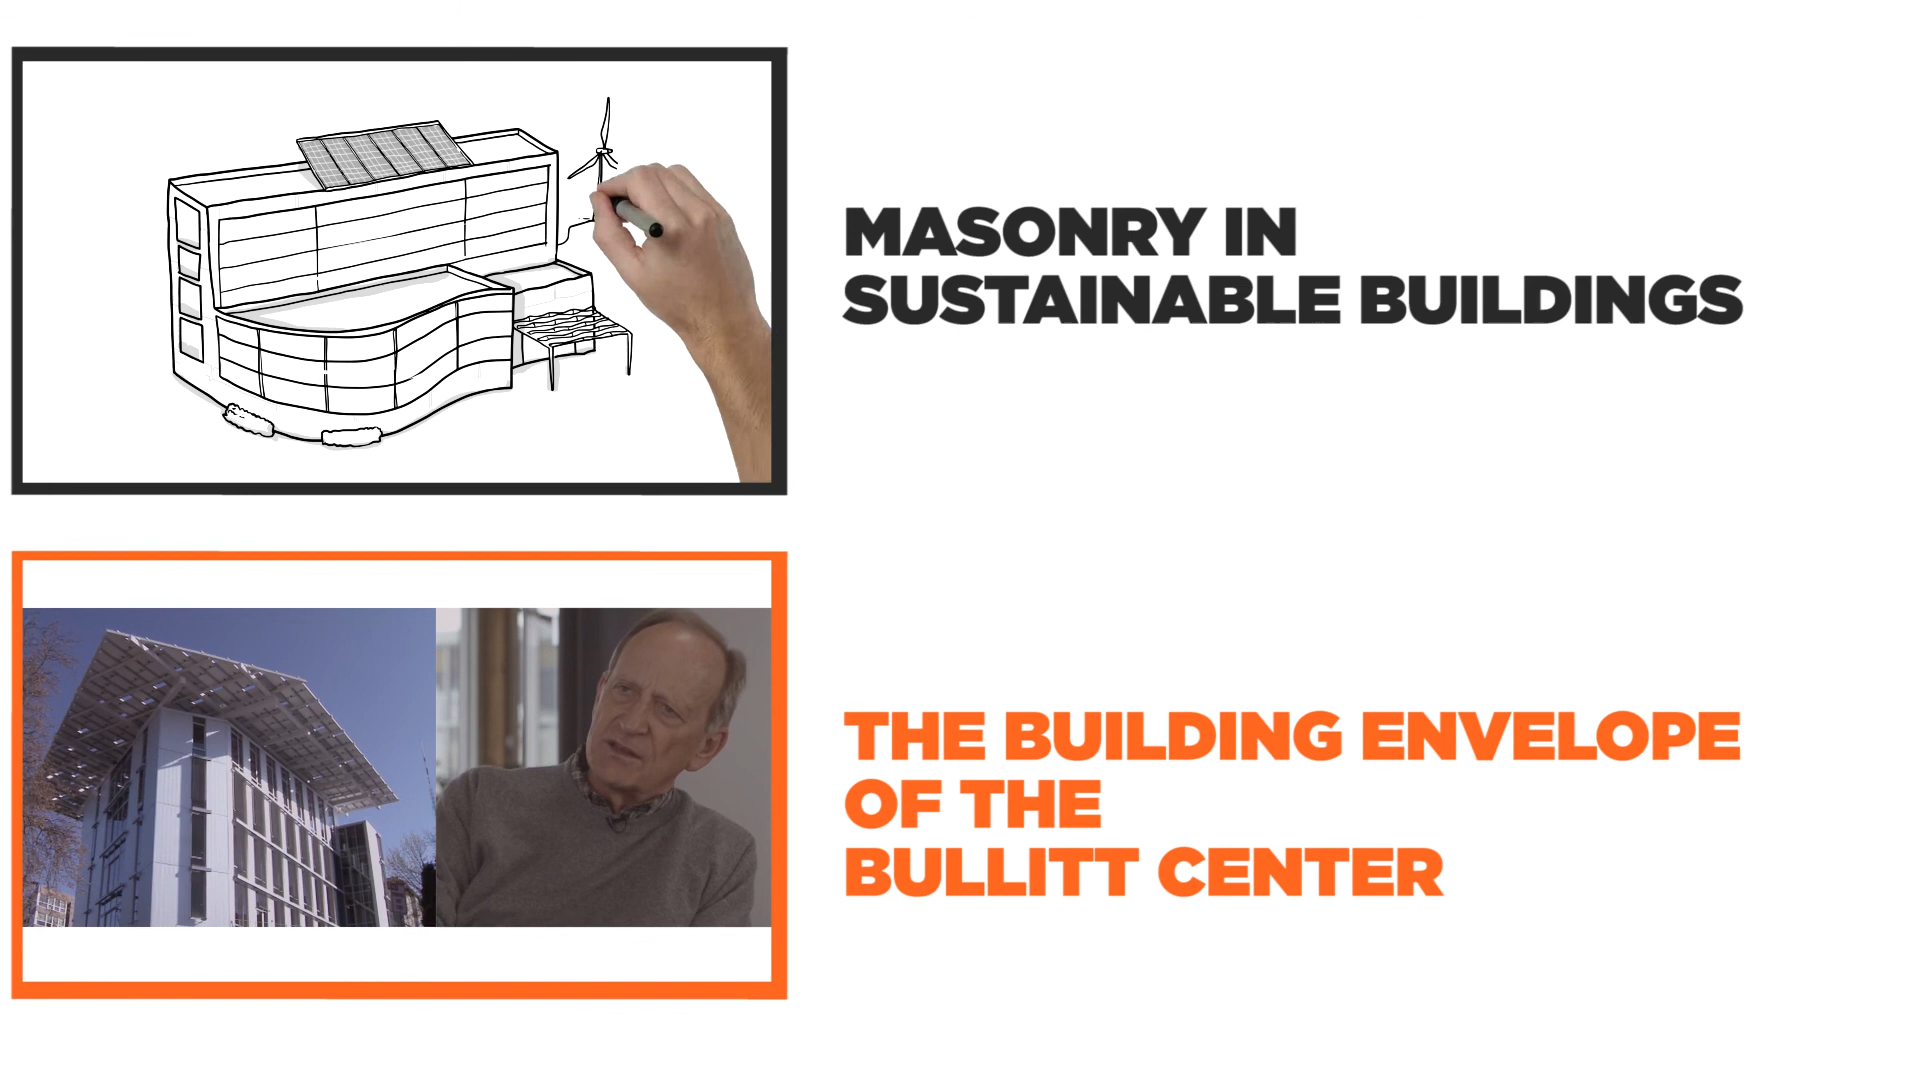 MASONRY IN
SUSTAINABLE BUILDINGS
THE BUILDING ENVELOPE
OF THE
BULLITT CENTER